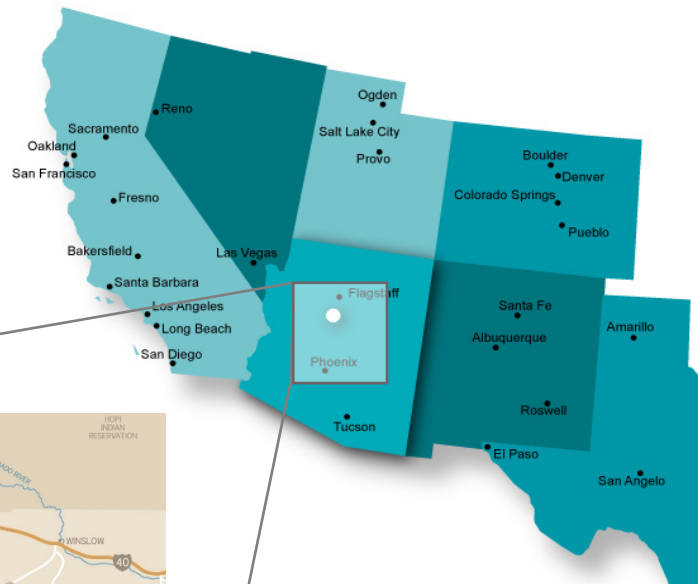 Ogden
Reno
Salt Lake City
Sacramento
Oakland
Provo
Boulder
San Francisco
Denver
Colorado Springs
Fresno
Pueblo
Bakersfield
Las Vegas
Santa Barbara
Flagstaff
Los Angeles
Santa Fe
Long Beach
Amarillo
Albuquerque
San Diego
Phoenix
Roswell
Tucson
El Paso
San Angelo
HOPI
INDIAN
RESERVATION
ADO RIVER
WINSLOW
40